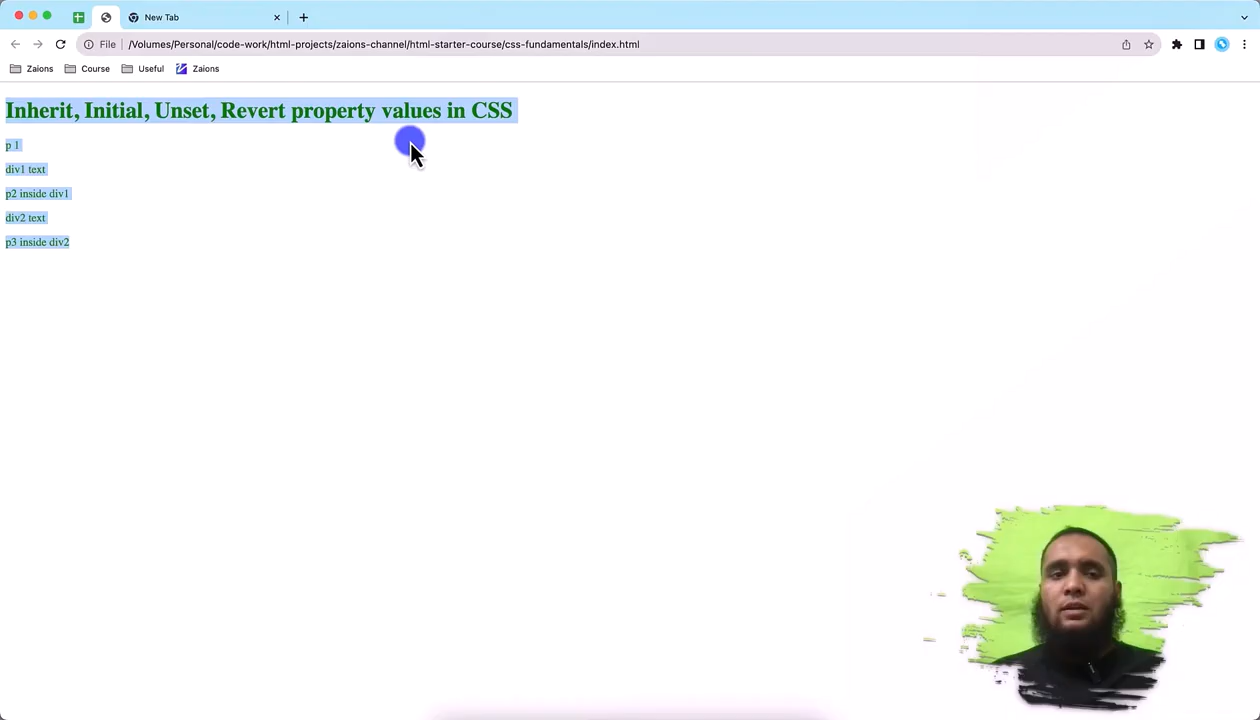 New Tab
File
/Volumes/Personal/code-work/html-projects/zaions-channel/html-starter-course/css-fundamentals/index.html
Zaions
Course
Useful
Zaions
Inherit, Initial, Unset, Revert property values in CSS
p 1
div1 text
p2 inside div1
div2 text
p3 inside div2